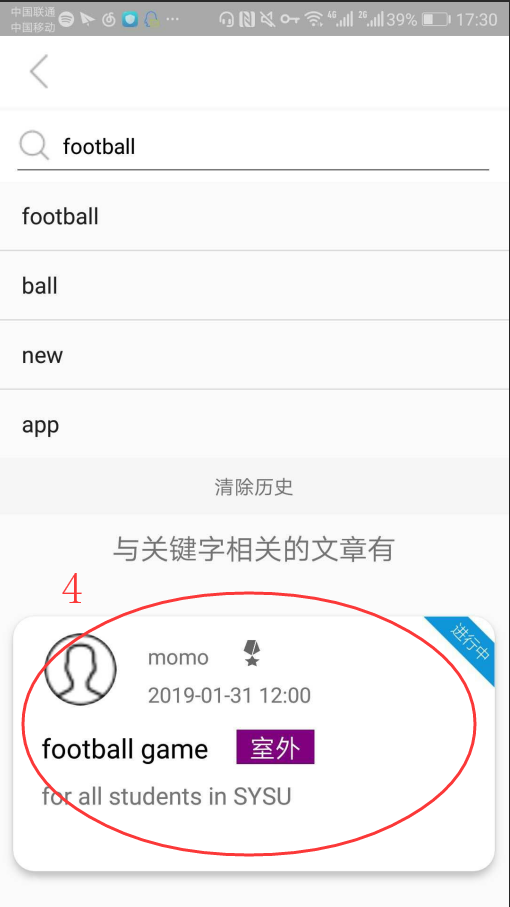 中国联通
中国移动
4G 2G 39% 17:30
football
football
ball
new
app
清除历史
与关键字相关的文章有
4
进行中
momo
2019-01-31 12:00
football game 室外
for all students in SYSU